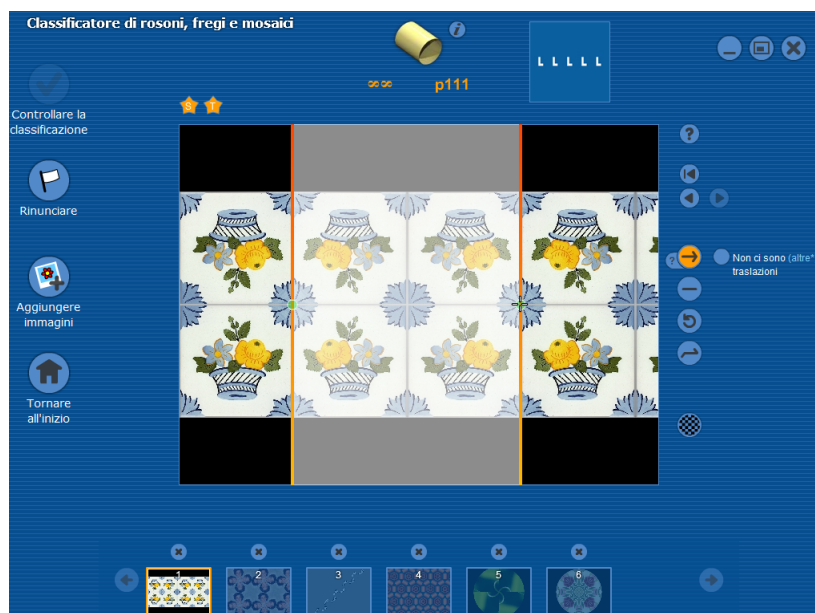 Classificatore di rosoni, fregi e mosaici
i
∞∞ p111
L L L L L
S T
Controllare la
classificazione
Rinunciare
Aggiungere
immagini
Tornare
all'inizio
?
?
Non ci sono (altre*
traslazioni
1 2 3 4 5 6